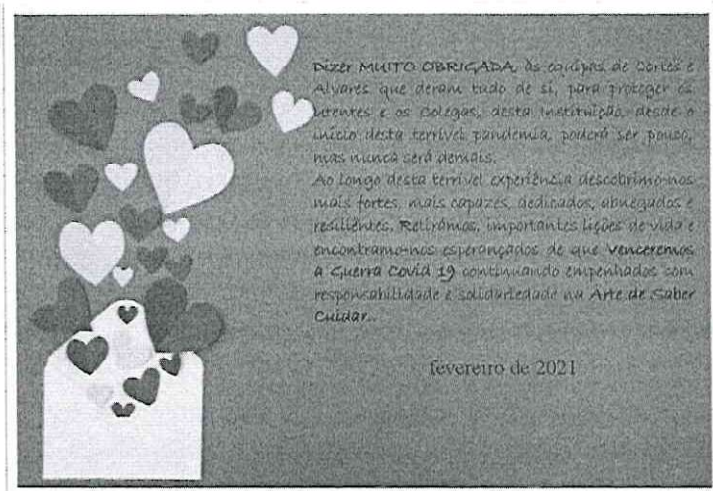 Dizer MUITO OBRIGADA, às equipas de Cortes e
Alvares que deram tudo de si, para proteger os
utentes e os Colegas, desta Instituição, desde o
início desta terrível pandemia, poderá ser pouco,
mas nunca será demais.
Ao longo desta terrível experiência descobrimo-nos
mais fortes, mais capazes, dedicados, abnegados e
resilientes. Retirámos, importantes lições de vida e
encontramo-nos esperançados de que Venceremos
a Guerra Covid 19 continuando empenhados com
responsabilidade e solidariedade na Arte de Saber
Cuidar..
fevereiro de 2021